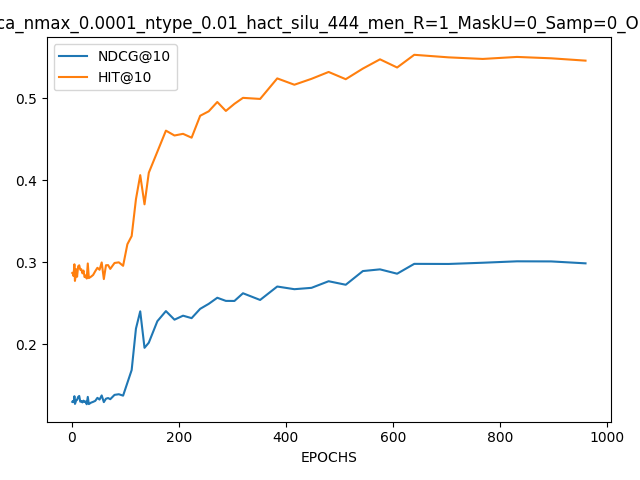 ca_nmax_0.0001_ntype_0.01_hact_silu_444_men_R=1_MaskU=0_Samp=0_O
NDCG@10
HIT@10
0.5
0.4
0.3
0.2
0 200 400 600 800 1000
EPOCHS